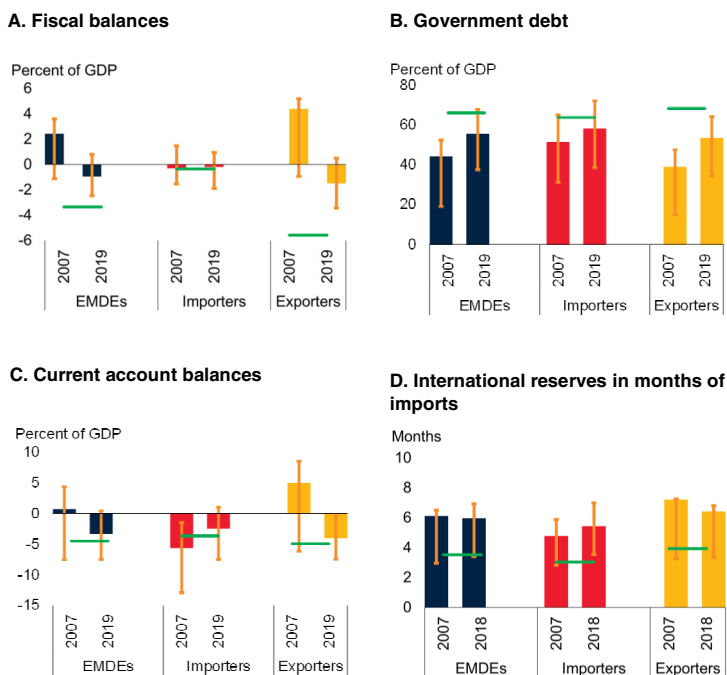 A. Fiscal balances
Percent of GDP
6
4
2
0
-2
-4
-6
2007
2019
2007
2019
2007
2019
EMDEs
Importers
Exporters
B. Government debt
Percent of GDP
80
60
40
20
0
2007
2019
2007
2019
2007
2019
EMDEs
Importers
Exporters
C. Current account balances
Percent of GDP
10
5
0
-5
-10
-15
2007
2019
2007
2019
2007
2019
EMDEs
Importers
Exporters
D. International reserves in months of
imports
Months
10
8
6
4
2
0
2007
2018
2007
2018
2007
2018
EMDEs
Importers
Exporters